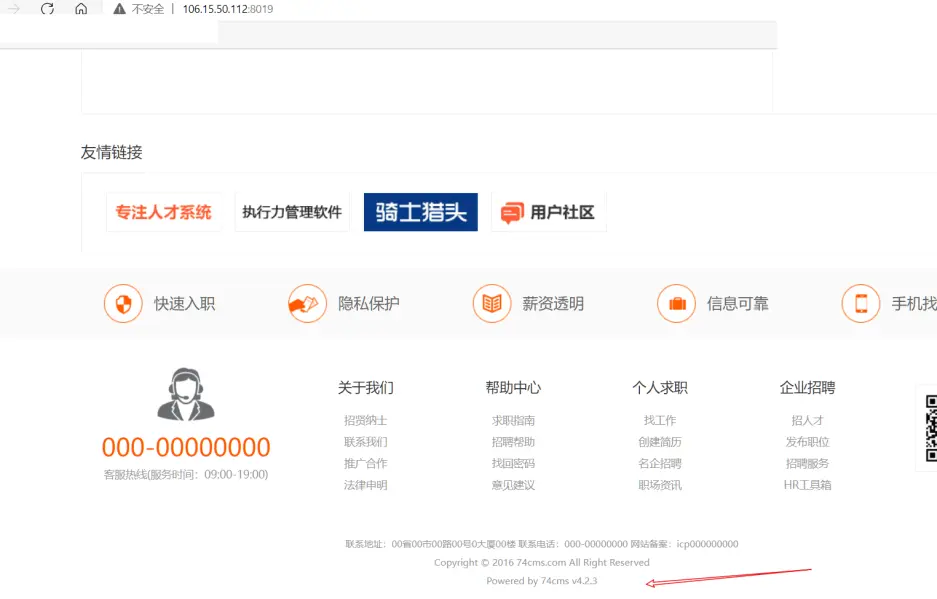 不安全 | 106.15.50.112:8019
友情链接
专注人才系统 执行力管理软件 骑士猎头 用户社区
快速入职 隐私保护 薪资透明 信息可靠 手机找
关于我们 帮助中心 个人求职 企业招聘
招贤纳士 求职指南 找工作 招人才
000-00000000 联系我们 招聘帮助 创建简历 发布职位
推广合作 找回密码 名企招聘 招聘服务
客服热线(服务时间：09:00-19:00)
法律申明 意见建议 职场资讯 HR工具箱
联系地址：00省00市00路00号0大厦00楼 联系电话：000-00000000 网站备案：icp000000000
Copyright © 2016 74cms.com All Right Reserved
Powered by 74cms v4.2.3